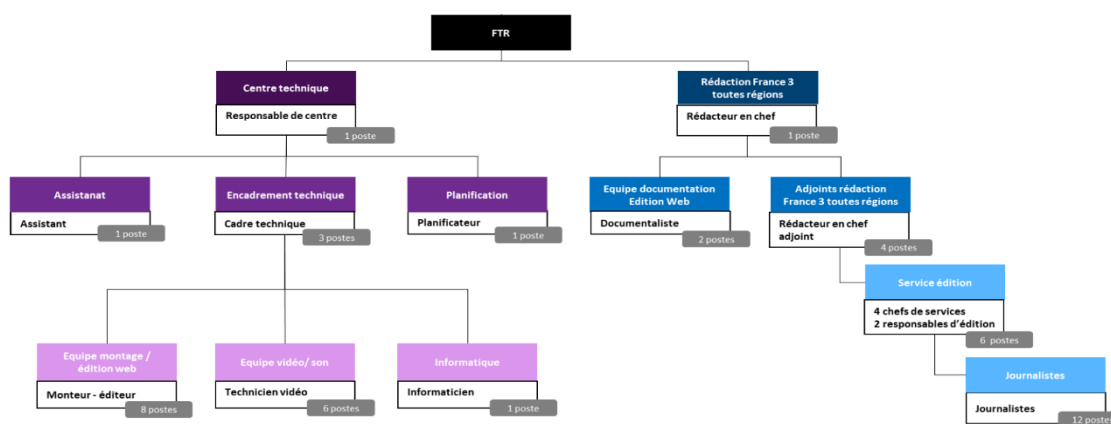 FTR
Centre technique
Responsable de centre
1 poste
Rédaction France 3
toutes régions
Rédacteur en chef
1 poste
Assistanat
Assistant
1 poste
Encadrement technique
Cadre technique
3 postes
Planification
Planificateur
1 poste
Equipe documentation
Edition Web
Documentaliste
2 postes
Adjoints rédaction
France 3 toutes régions
Rédacteur en chef
adjoint
4 postes
Service édition
4 chefs de services
2 responsables d'édition
6 postes
Equipe montage /
édition web
Monteur - éditeur
8 postes
Equipe vidéo/ son
Technicien vidéo
6 postes
Informatique
Informaticien
1 poste
Journalistes
Journalistes
12 postes